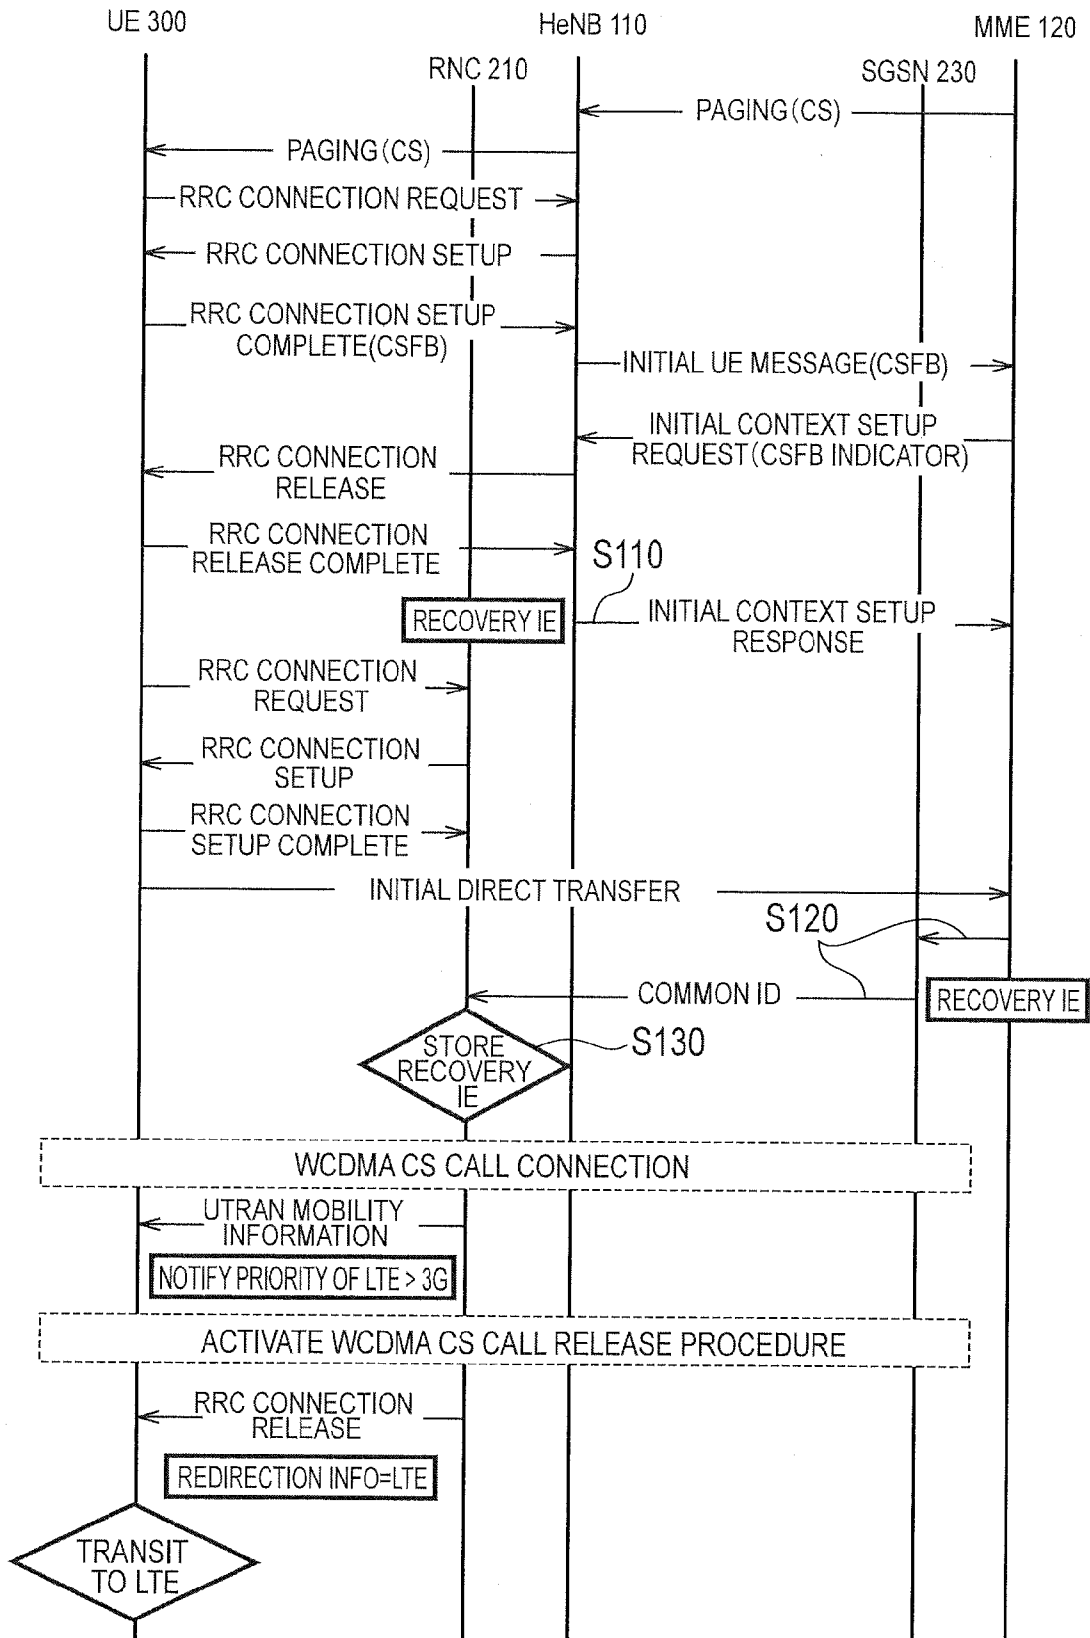 UE 300
HeNB 110
MME 120
RNC 210
SGSN 230
PAGING(CS)
PAGING(CS)
RRC CONNECTION REQUEST
RRC CONNECTION SETUP
RRC CONNECTION SETUP
COMPLETE(CSFB)
INITIAL UE MESSAGE(CSFB)
INITIAL CONTEXT SETUP
REQUEST(CSFB INDICATOR)
RRC CONNECTION
RELEASE
RRC CONNECTION
RELEASE COMPLETE
S110
RECOVERY IE
INITIAL CONTEXT SETUP
RESPONSE
RRC CONNECTION
REQUEST
RRC CONNECTION
SETUP
RRC CONNECTION
SETUP COMPLETE
INITIAL DIRECT TRANSFER
S120
COMMON ID
RECOVERY IE
STORE
RECOVERY
IE
S130
WCDMA CS CALL CONNECTION
UTRAN MOBILITY
INFORMATION
NOTIFY PRIORITY OF LTE > 3G
ACTIVATE WCDMA CS CALL RELEASE PROCEDURE
RRC CONNECTION
RELEASE
REDIRECTION INFO=LTE
TRANSIT
TO LTE